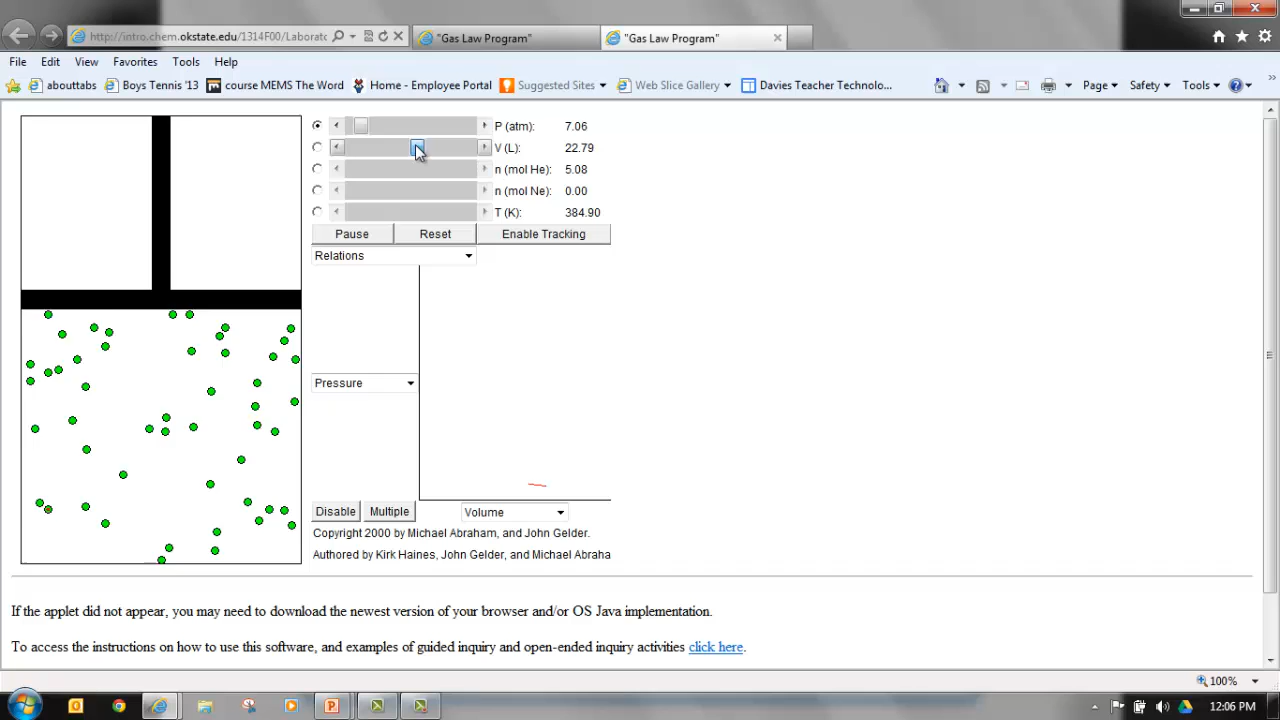 http://intro.chem.okstate.edu/1314F00/Laborat
"Gas Law Program"
"Gas Law Program"
File Edit View Favorites Tools Help
abouttabs
Boys Tennis '13
course MEMS The Word
Home - Employee Portal
Suggested Sites
Web Slice Gallery
Davies Teacher Technolo...
Page
Safety
Tools
P (atm): 7.06
V (L): 22.79
n (mol He): 5.08
n (mol Ne): 0.00
T (K): 384.90
Pause Reset Enable Tracking
Relations
Pressure
Disable Multiple Volume
Copyright 2000 by Michael Abraham, and John Gelder.
Authored by Kirk Haines, John Gelder, and Michael Abraha
If the applet did not appear, you may need to download the newest version of your browser and/or OS Java implementation.
To access the instructions on how to use this software, and examples of guided inquiry and open-ended inquiry activities click here.
100%
12:06 PM